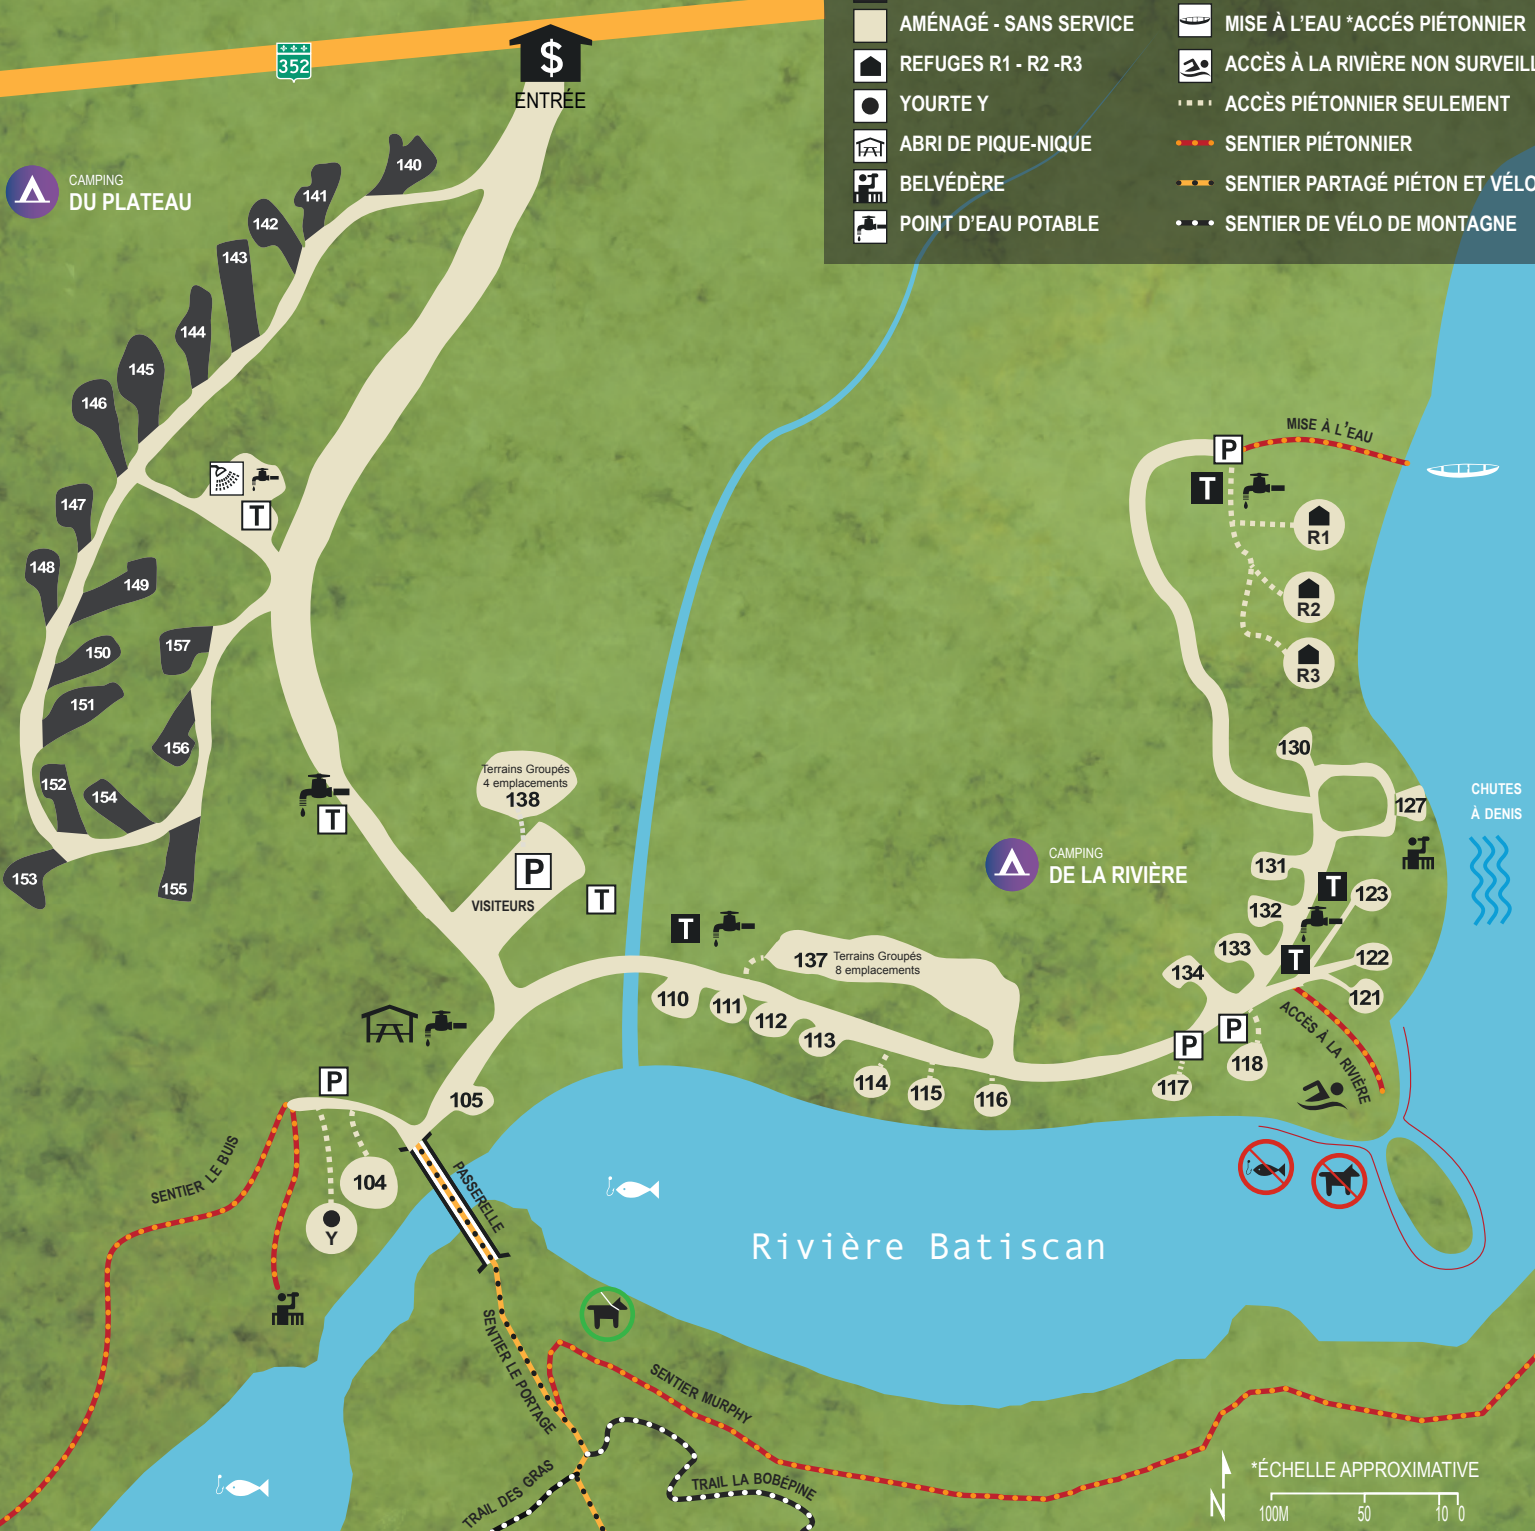 352
$
ENTRÉE
AMÉNAGÉ - SANS SERVICE
REFUGES R1 - R2 -R3
YOURTE Y
ABRI DE PIQUE-NIQUE
BELVÉDÈRE
POINT D'EAU POTABLE
MISE À L'EAU *ACCÉS PIÉTONNIER
ACCÈS À LA RIVIÈRE NON SURVEILL
ACCÈS PIÉTONNIER SEULEMENT
SENTIER PIÉTONNIER
SENTIER PARTAGÉ PIÉTON ET VÉLO
SENTIER DE VÉLO DE MONTAGNE
CAMPING
DU PLATEAU
140
141
142
143
144
145
146
147
148
149
150
151
152
153
154
155
156
157
T
T
Terrains Groupés
4 emplacements
138
P
VISITEURS
T
P
MISE À L'EAU
T
R1
R2
R3
130
127
CHUTES
À DENIS
CAMPING
DE LA RIVIÈRE
131
T
123
132
133
T
122
134
121
T
137
Terrains Groupés
8 emplacements
110
111
112
113
114
115
116
117
118
P
P
ACCÈS À LA RIVIÈRE
P
105
104
Y
SENTIER LE BUIS
PASSERELLE
Rivière Batiscan
SENTIER LE PORTAGE
SENTIER MURPHY
TRAIL DES GRAS
TRAIL LA BOBÉPINE
N
*ÉCHELLE APPROXIMATIVE
100M 50 10 0